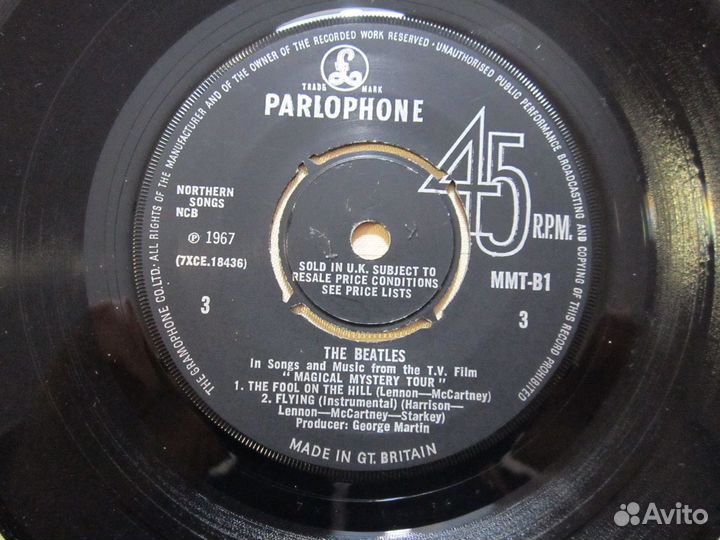 THE GRAMOPHONE CO.LTD. ALL RIGHTS OF THE MANUFACTURER AND OF THE OWNER OF THE RECORDED WORK RESERVED · UNAUTHORISED PUBLIC PERFORMANCE BROADCASTING AND COPYING OF THIS RECORD PROHIBITED
£
TRADE MARK
PARLOPHONE
45
R.P.M.
NORTHERN
SONGS
NCB
℗ 1967
(7XCE.18436)
3
SOLD IN U.K. SUBJECT TO
RESALE PRICE CONDITIONS
SEE PRICE LISTS
MMT-B1
3
THE BEATLES
In Songs and Music from the T.V. Film
"MAGICAL MYSTERY TOUR"
1. THE FOOL ON THE HILL (Lennon—McCartney)
2. FLYING (Instrumental) (Harrison—
Lennon—McCartney—Starkey)
Producer: George Martin
MADE IN GT. BRITAIN
Avito